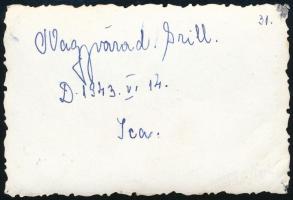 31.
Nagyvárad. Grill.
D. 1943. VI. 14.
Ica.